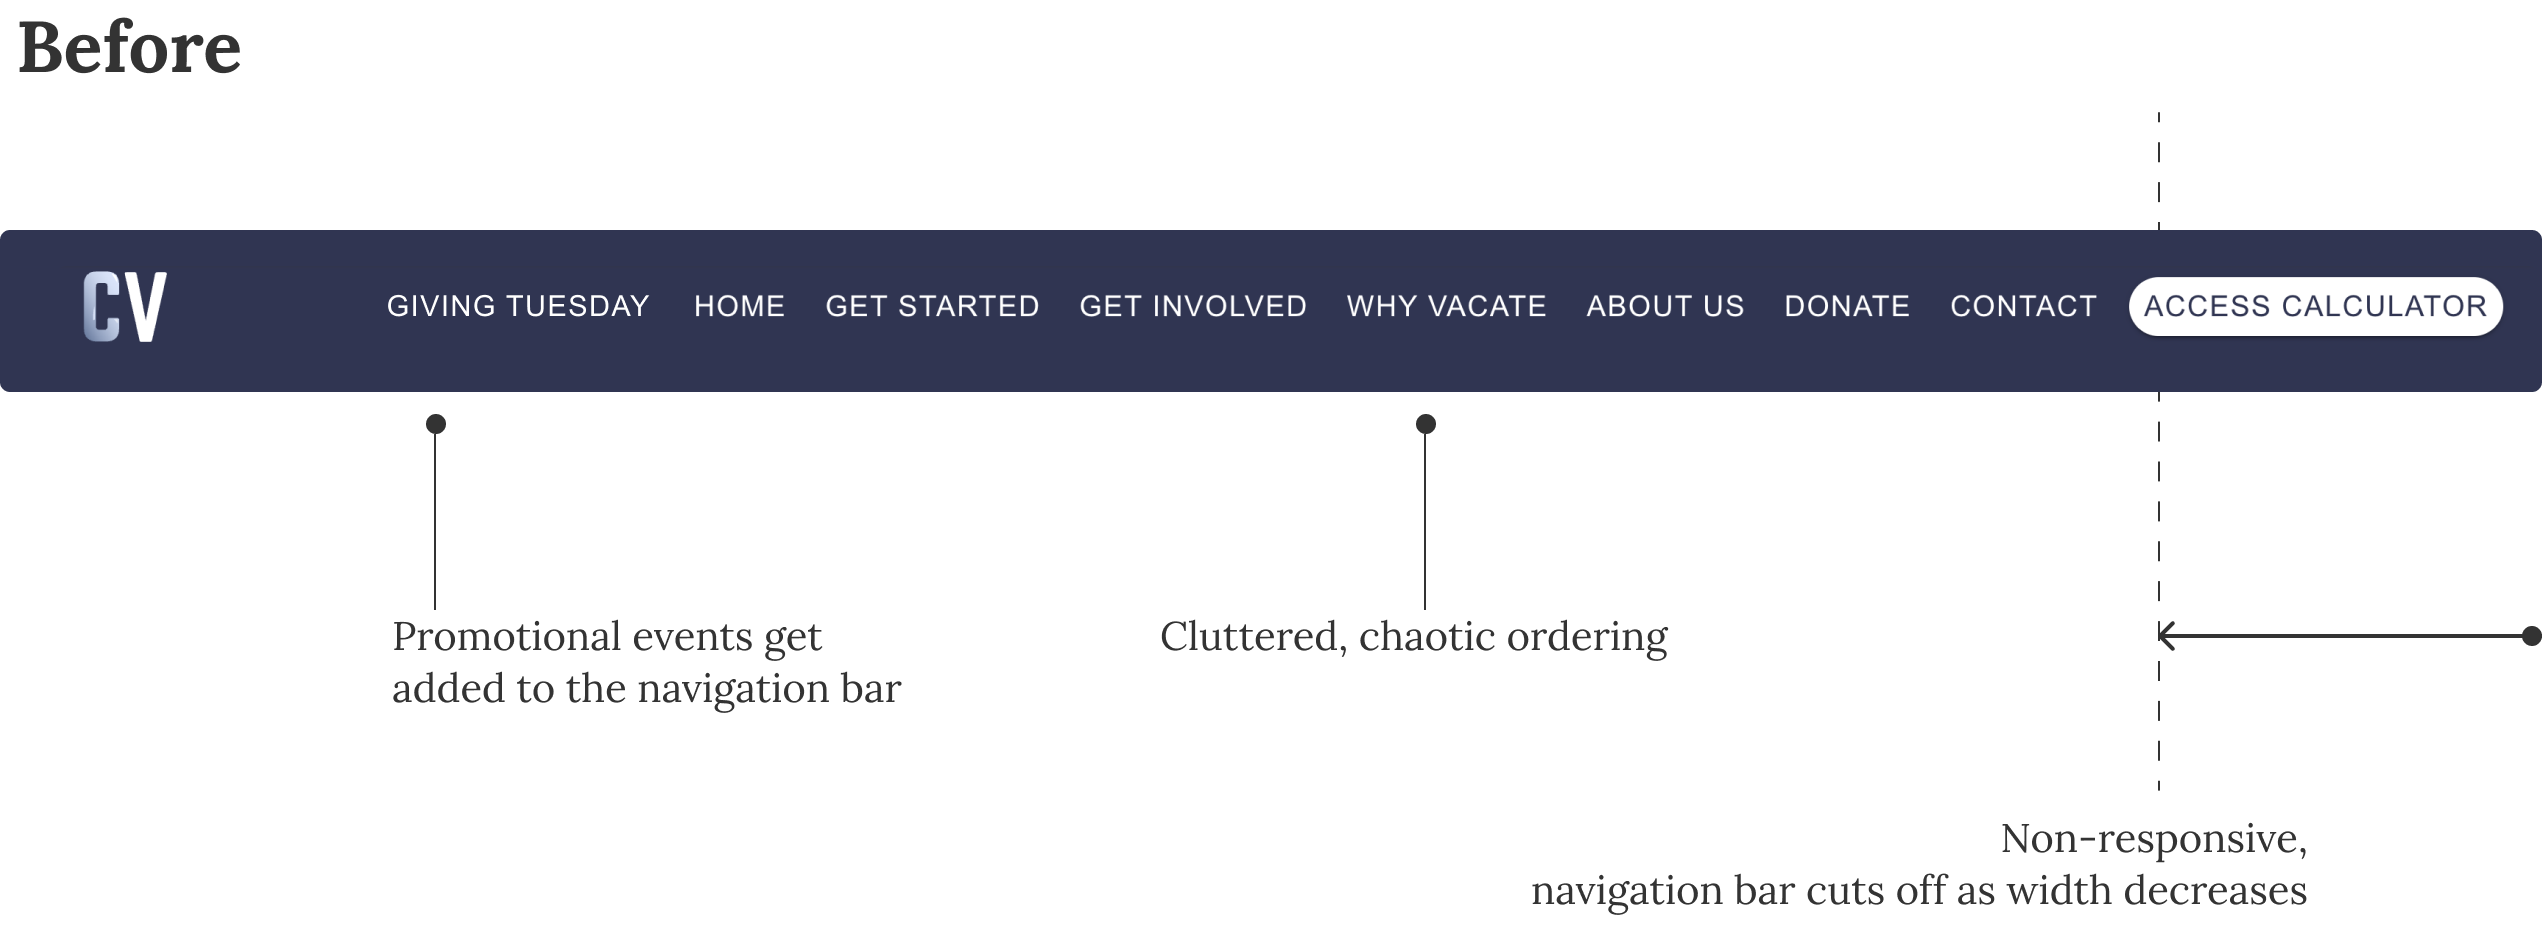 Before
CV
GIVING TUESDAY HOME GET STARTED GET INVOLVED WHY VACATE ABOUT US DONATE CONTACT ACCESS CALCULATOR
Promotional events get
added to the navigation bar
Cluttered, chaotic ordering
Non-responsive,
navigation bar cuts off as width decreases